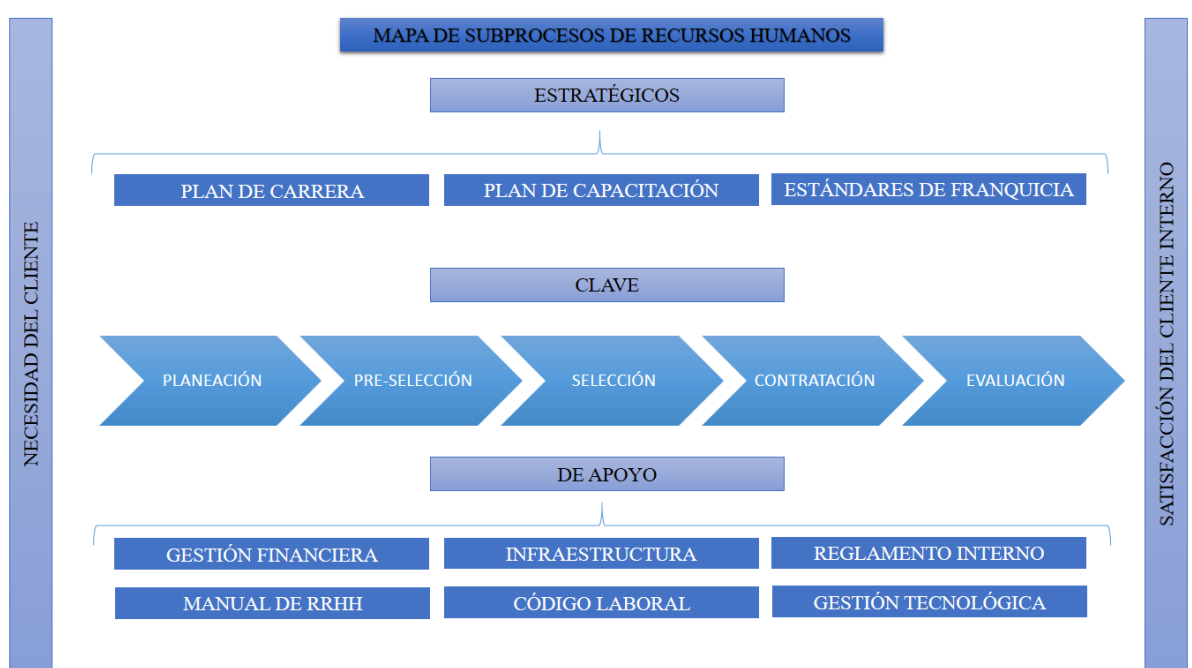 MAPA DE SUBPROCESOS DE RECURSOS HUMANOS
NECESIDAD DEL CLIENTE
ESTRATÉGICOS
PLAN DE CARRERA
PLAN DE CAPACITACIÓN
ESTÁNDARES DE FRANQUICIA
CLAVE
PLANEACIÓN
PRE-SELECCIÓN
SELECCIÓN
CONTRATACIÓN
EVALUACIÓN
DE APOYO
GESTIÓN FINANCIERA
INFRAESTRUCTURA
REGLAMENTO INTERNO
MANUAL DE RRHH
CÓDIGO LABORAL
GESTIÓN TECNOLÓGICA
SATISFACCIÓN DEL CLIENTE INTERNO